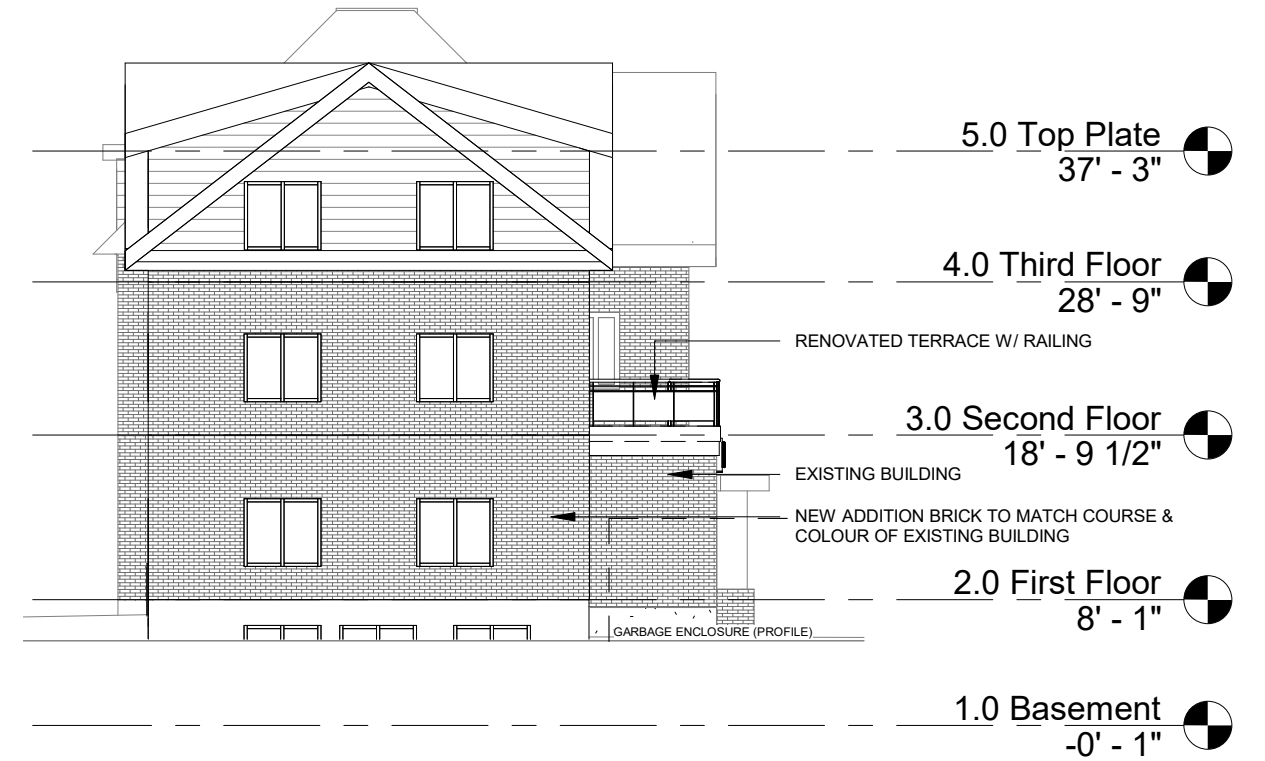 5.0 Top Plate
37' - 3"
4.0 Third Floor
28' - 9"
RENOVATED TERRACE W/ RAILING
3.0 Second Floor
18' - 9 1/2"
EXISTING BUILDING
NEW ADDITION BRICK TO MATCH COURSE &
COLOUR OF EXISTING BUILDING
2.0 First Floor
8' - 1"
GARBAGE ENCLOSURE (PROFILE)
1.0 Basement
-0' - 1"